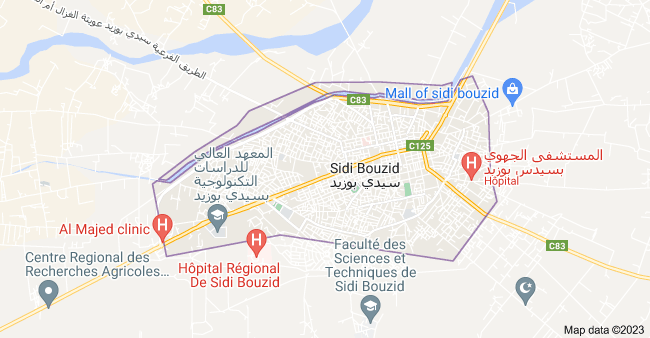 C83
الطريق الفرعية سيدي بوزيد عوينة الغزال أم ال
C83
Mall of sidi bouzid
C125
المعهد العالي
للدراسات
التكنولوجية
بسيدي بوزيد
Sidi Bouzid
سيدي بوزيد
المستشفى الجهوي
بسيدي بوزيد
Hôpital
Al Majed clinic
C83
Centre Regional des
Recherches Agricoles...
Hôpital Régional
De Sidi Bouzid
Faculté des
Sciences et
Techniques de
Sidi Bouzid
Map data ©2023